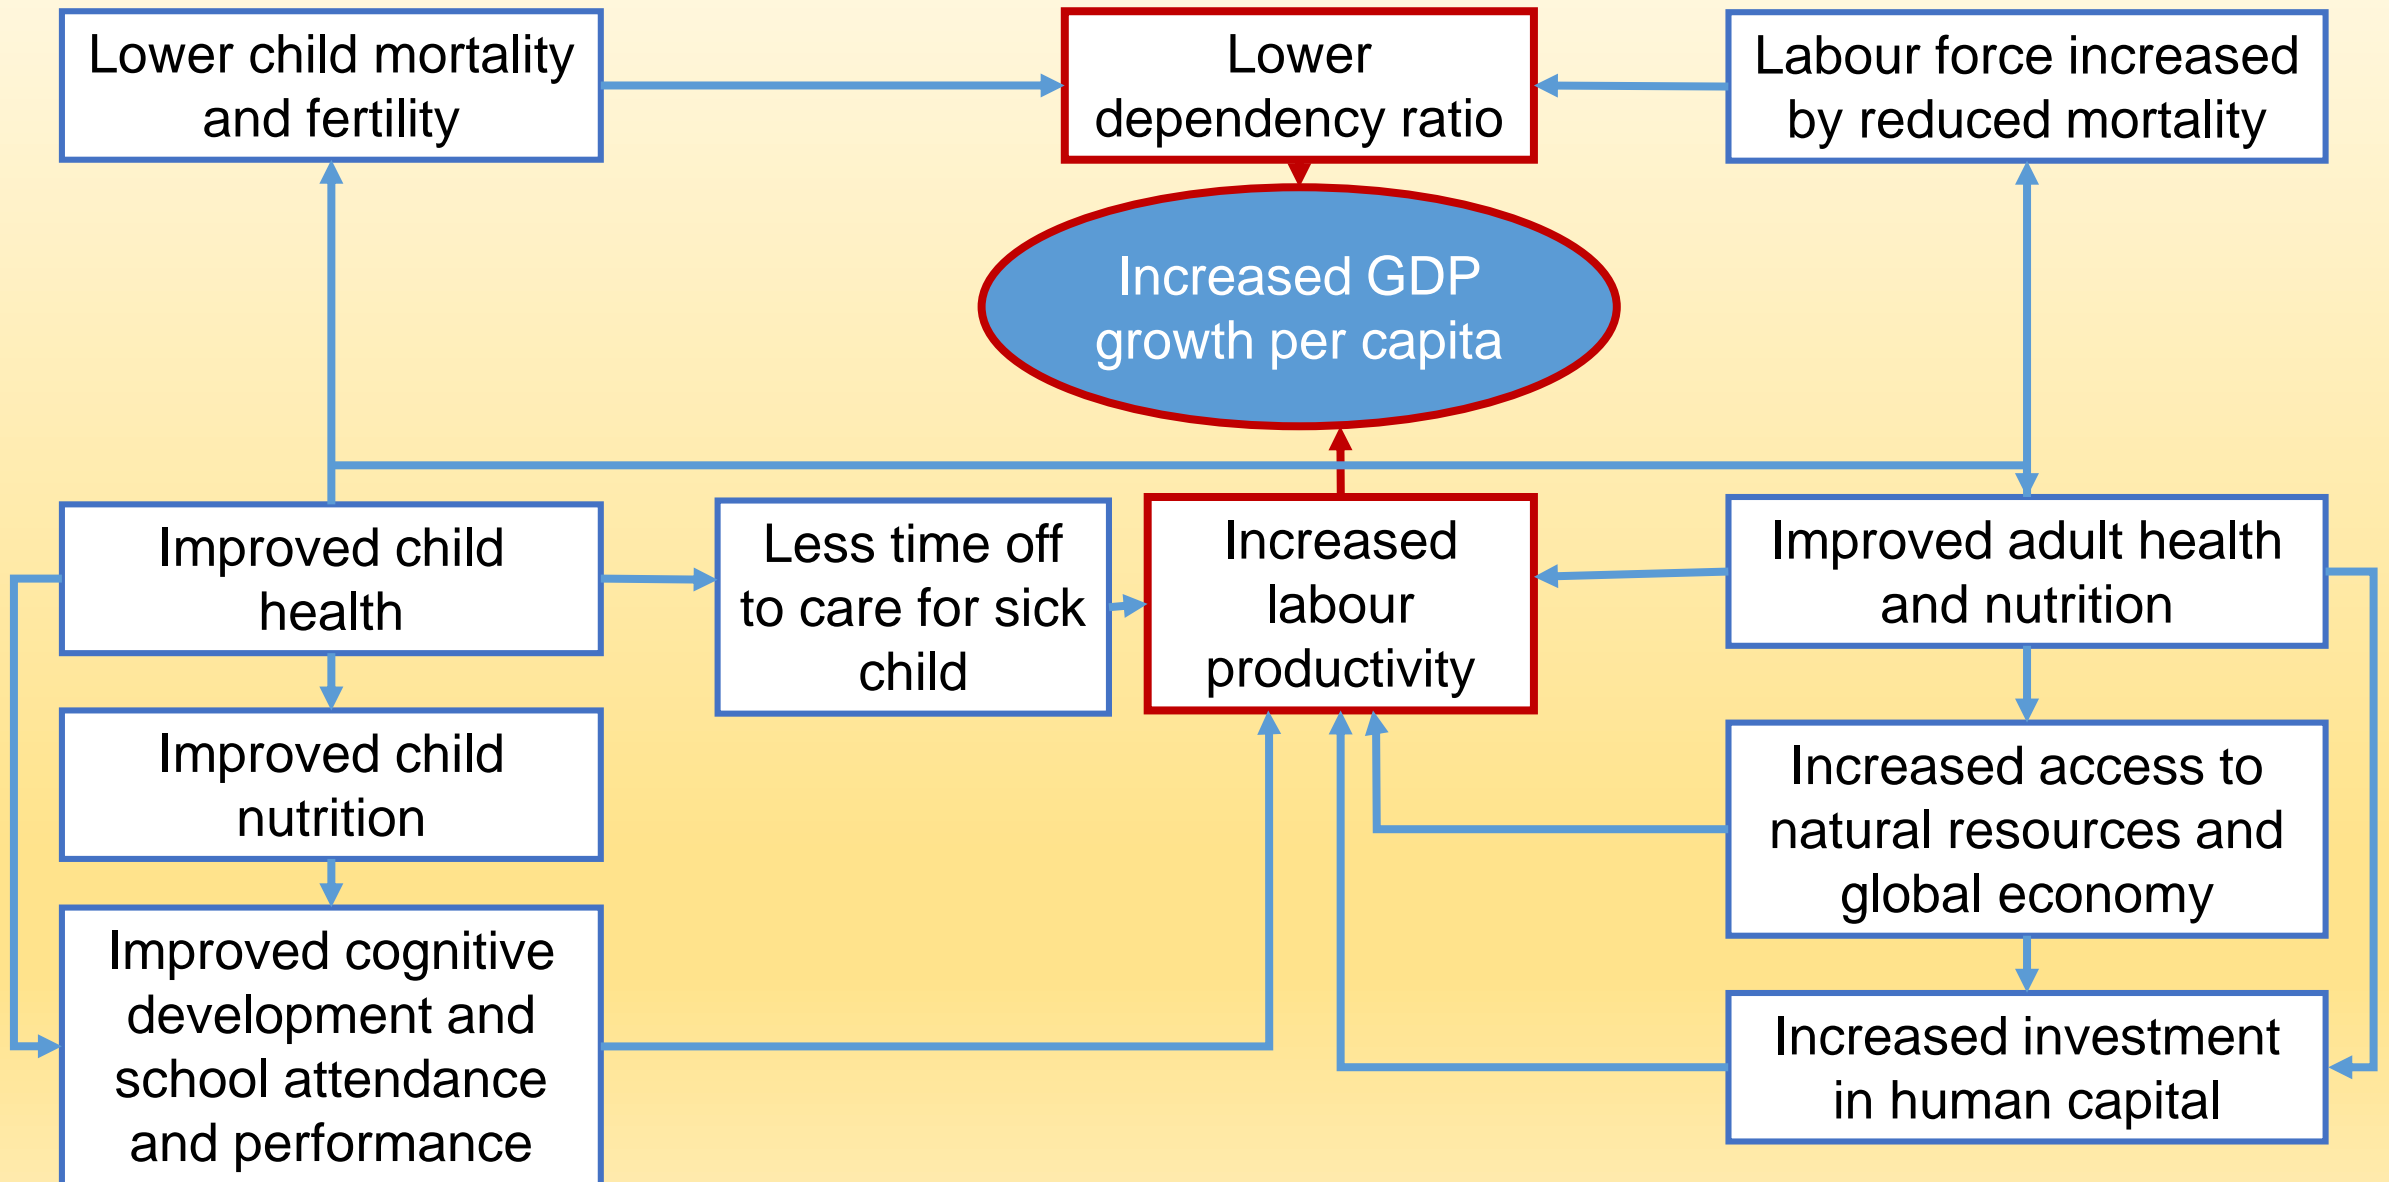 Lower child mortality
and fertility
Lower
dependency ratio
Labour force increased
by reduced mortality
Increased GDP
growth per capita
Improved child
health
Less time off
to care for sick
child
Increased
labour
productivity
Improved adult health
and nutrition
Improved child
nutrition
Increased access to
natural resources and
global economy
Improved cognitive
development and
school attendance
and performance
Increased investment
in human capital